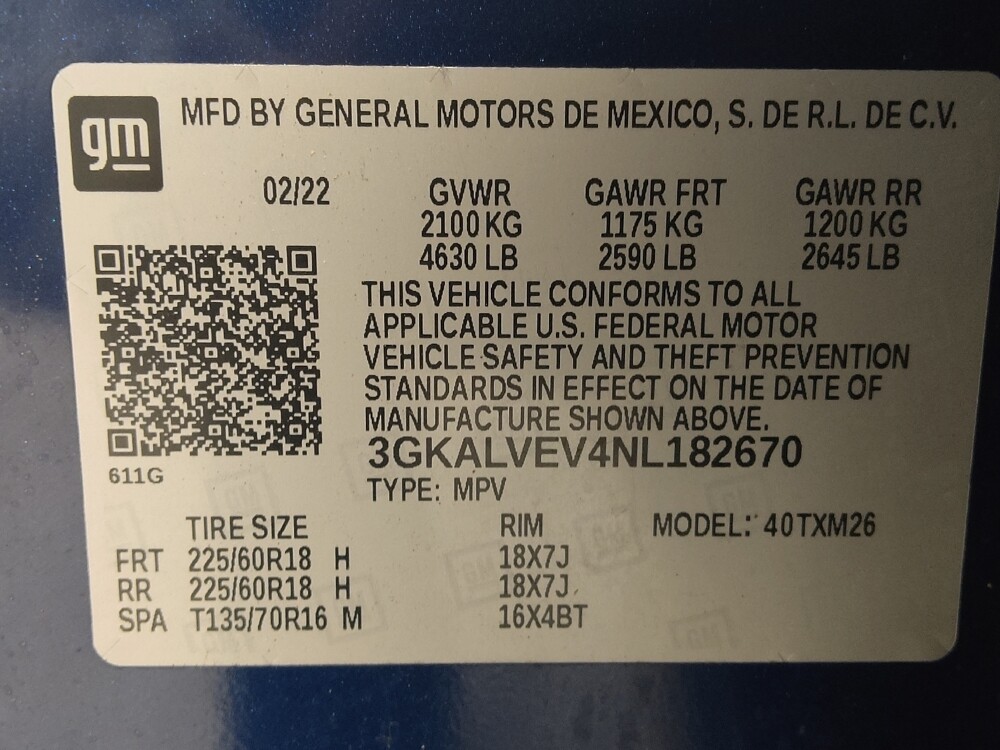 gm
MFD BY GENERAL MOTORS DE MEXICO, S. DE R.L. DE C.V.
02/22 GVWR GAWR FRT GAWR RR
2100 KG 1175 KG 1200 KG
4630 LB 2590 LB 2645 LB
THIS VEHICLE CONFORMS TO ALL
APPLICABLE U.S. FEDERAL MOTOR
VEHICLE SAFETY AND THEFT PREVENTION
STANDARDS IN EFFECT ON THE DATE OF
MANUFACTURE SHOWN ABOVE.
3GKALVEV4NL182670
611G
TYPE: MPV
TIRE SIZE RIM MODEL: 40TXM26
FRT 225/60R18 H 18X7J
RR 225/60R18 H 18X7J
SPA T135/70R16 M 16X4BT